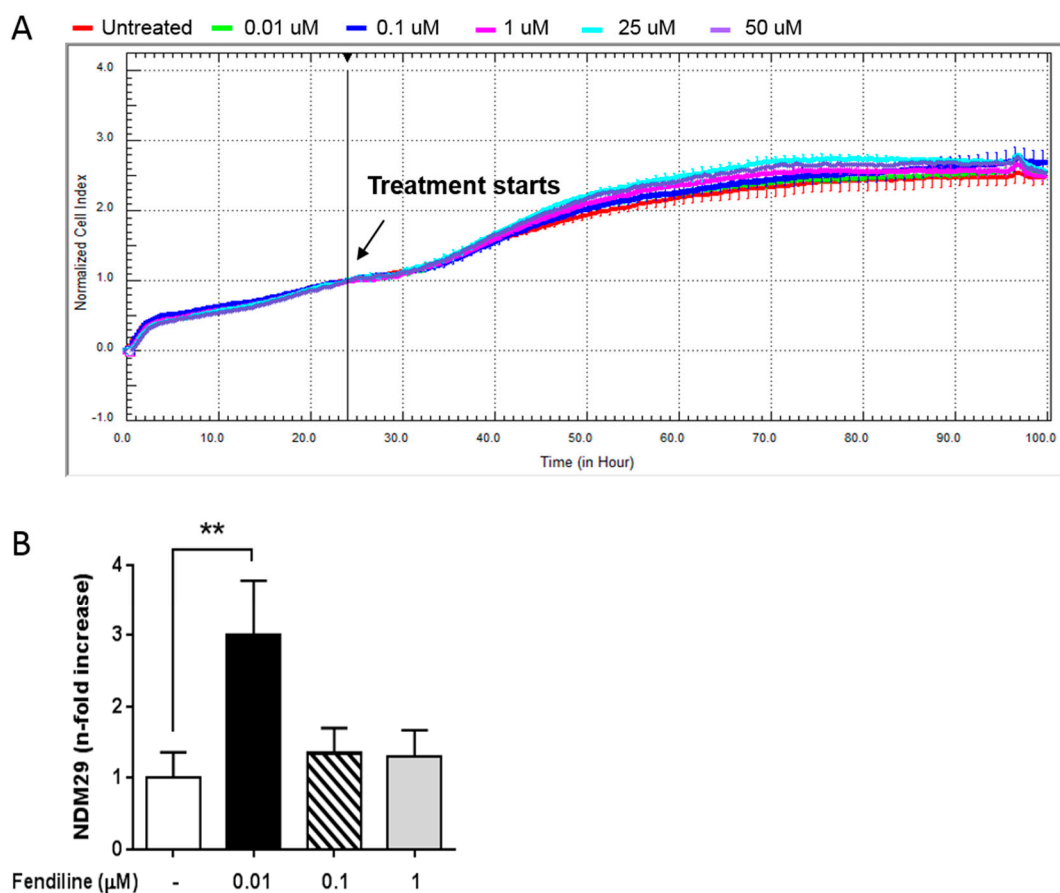 A
Untreated 0.01 uM 0.1 uM 1 uM 25 uM 50 uM
4.0
3.0
Treatment starts
2.0
Normalized Cell Index
1.0
0.0
-1.0
0.0 10.0 20.0 30.0 40.0 50.0 60.0 70.0 80.0 90.0 100.0
Time (in Hour)
B
**
4
3
2
1
0
NDM29 (n-fold increase)
Fendiline (μM) - 0.01 0.1 1